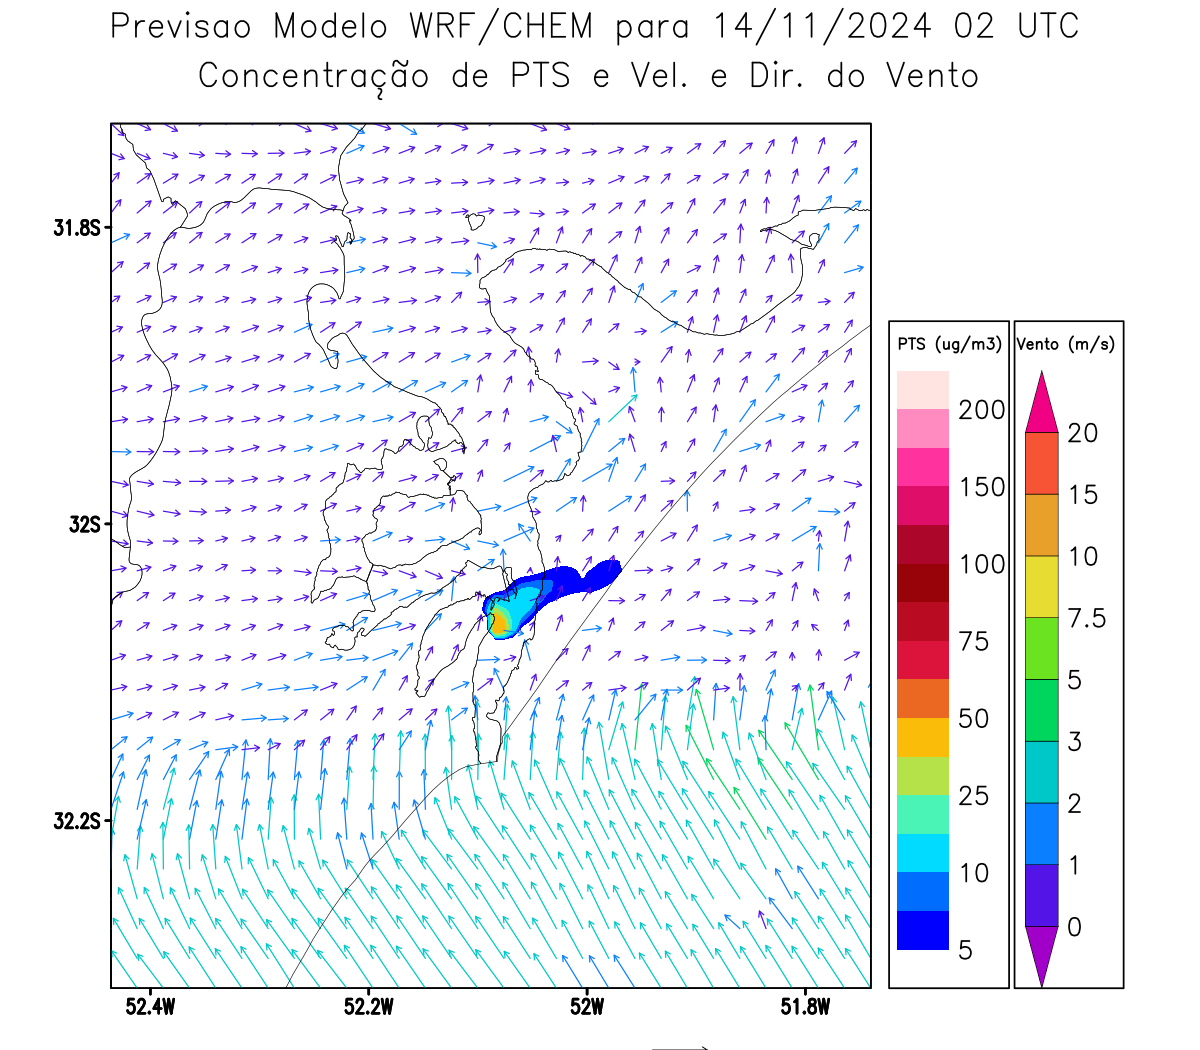 Previsao Modelo WRF/CHEM para 14/11/2024 02 UTC
Concentração de PTS e Vel. e Dir. do Vento
31.8S
32S
32.2S
52.4W 52.2W 52W 51.8W
PTS (ug/m3)
200
150
100
75
50
25
10
5
Vento (m/s)
20
15
10
7.5
5
3
2
1
0